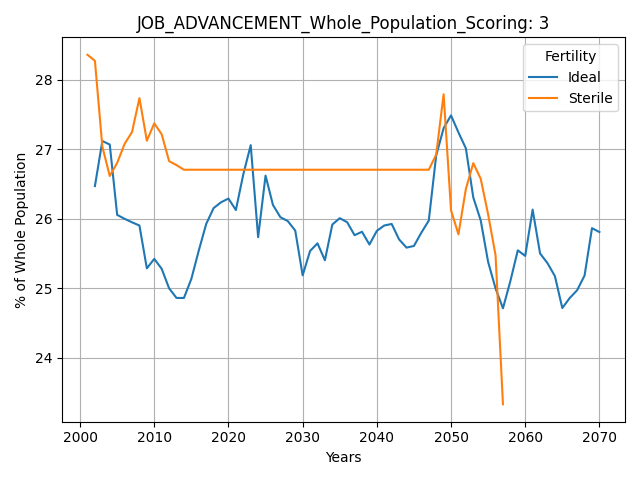 JOB_ADVANCEMENT_Whole_Population_Scoring: 3
Fertility
Ideal
Sterile
% of Whole Population
28
27
26
25
24
2000 2010 2020 2030 2040 2050 2060 2070
Years